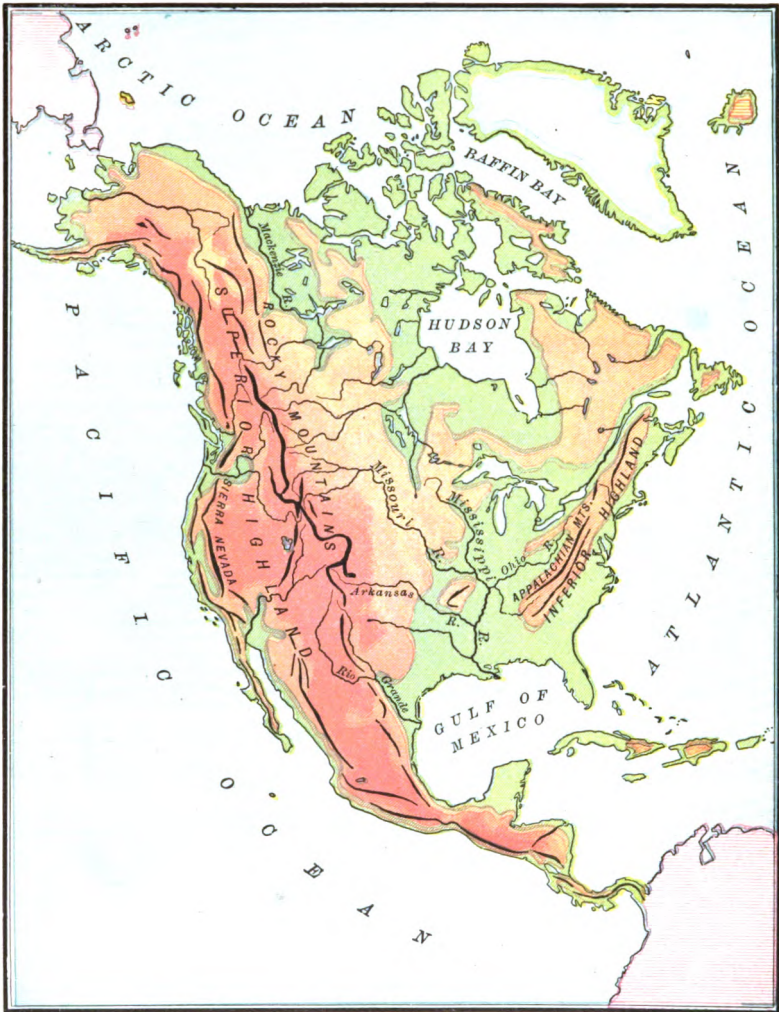 ARCTIC OCEAN
BAFFIN BAY
ATLANTIC OCEAN
PACIFIC OCEAN
Mackenzie R.
HUDSON
BAY
SUPERIOR HIGHLAND
ROCKY MOUNTAINS
SIERRA NEVADA
Missouri R.
Mississippi R.
Ohio R.
APPALACHIAN MTS.
INFERIOR HIGHLAND
Arkansas R.
Rio Grande
GULF OF
MEXICO